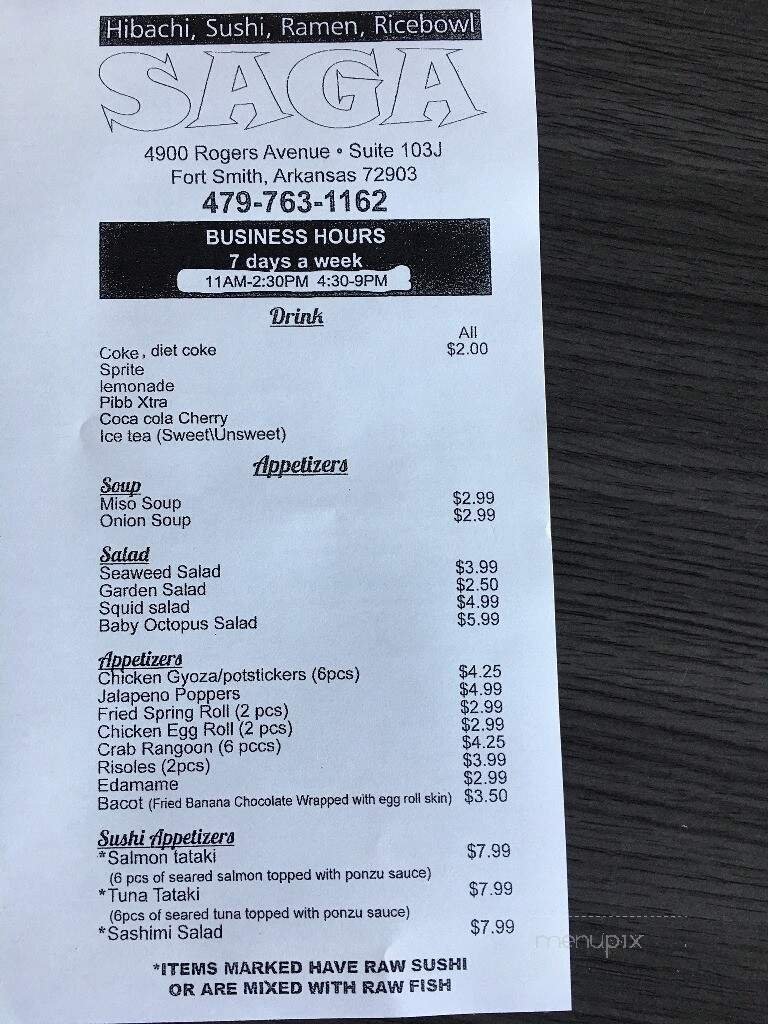 Hibachi, Sushi, Ramen, Ricebowl
SAGA
4900 Rogers Avenue • Suite 103J
Fort Smith, Arkansas 72903
479-763-1162
BUSINESS HOURS
7 days a week
11AM-2:30PM 4:30-9PM
Drink
All
Coke, diet coke $2.00
Sprite
lemonade
Pibb Xtra
Coca cola Cherry
Ice tea (Sweet\Unsweet)
Appetizers
Soup
Miso Soup $2.99
Onion Soup $2.99
Salad
Seaweed Salad $3.99
Garden Salad $2.50
Squid salad $4.99
Baby Octopus Salad $5.99
Appetizers
Chicken Gyoza/potstickers (6pcs) $4.25
Jalapeno Poppers $4.99
Fried Spring Roll (2 pcs) $2.99
Chicken Egg Roll (2 pcs) $2.99
Crab Rangoon (6 pccs) $4.25
Risoles (2pcs) $3.99
Edamame $2.99
Bacot (Fried Banana Chocolate Wrapped with egg roll skin) $3.50
Sushi Appetizers
*Salmon tataki $7.99
(6 pcs of seared salmon topped with ponzu sauce)
*Tuna Tataki $7.99
(6pcs of seared tuna topped with ponzu sauce)
*Sashimi Salad $7.99
*ITEMS MARKED HAVE RAW SUSHI
OR ARE MIXED WITH RAW FISH
menupix